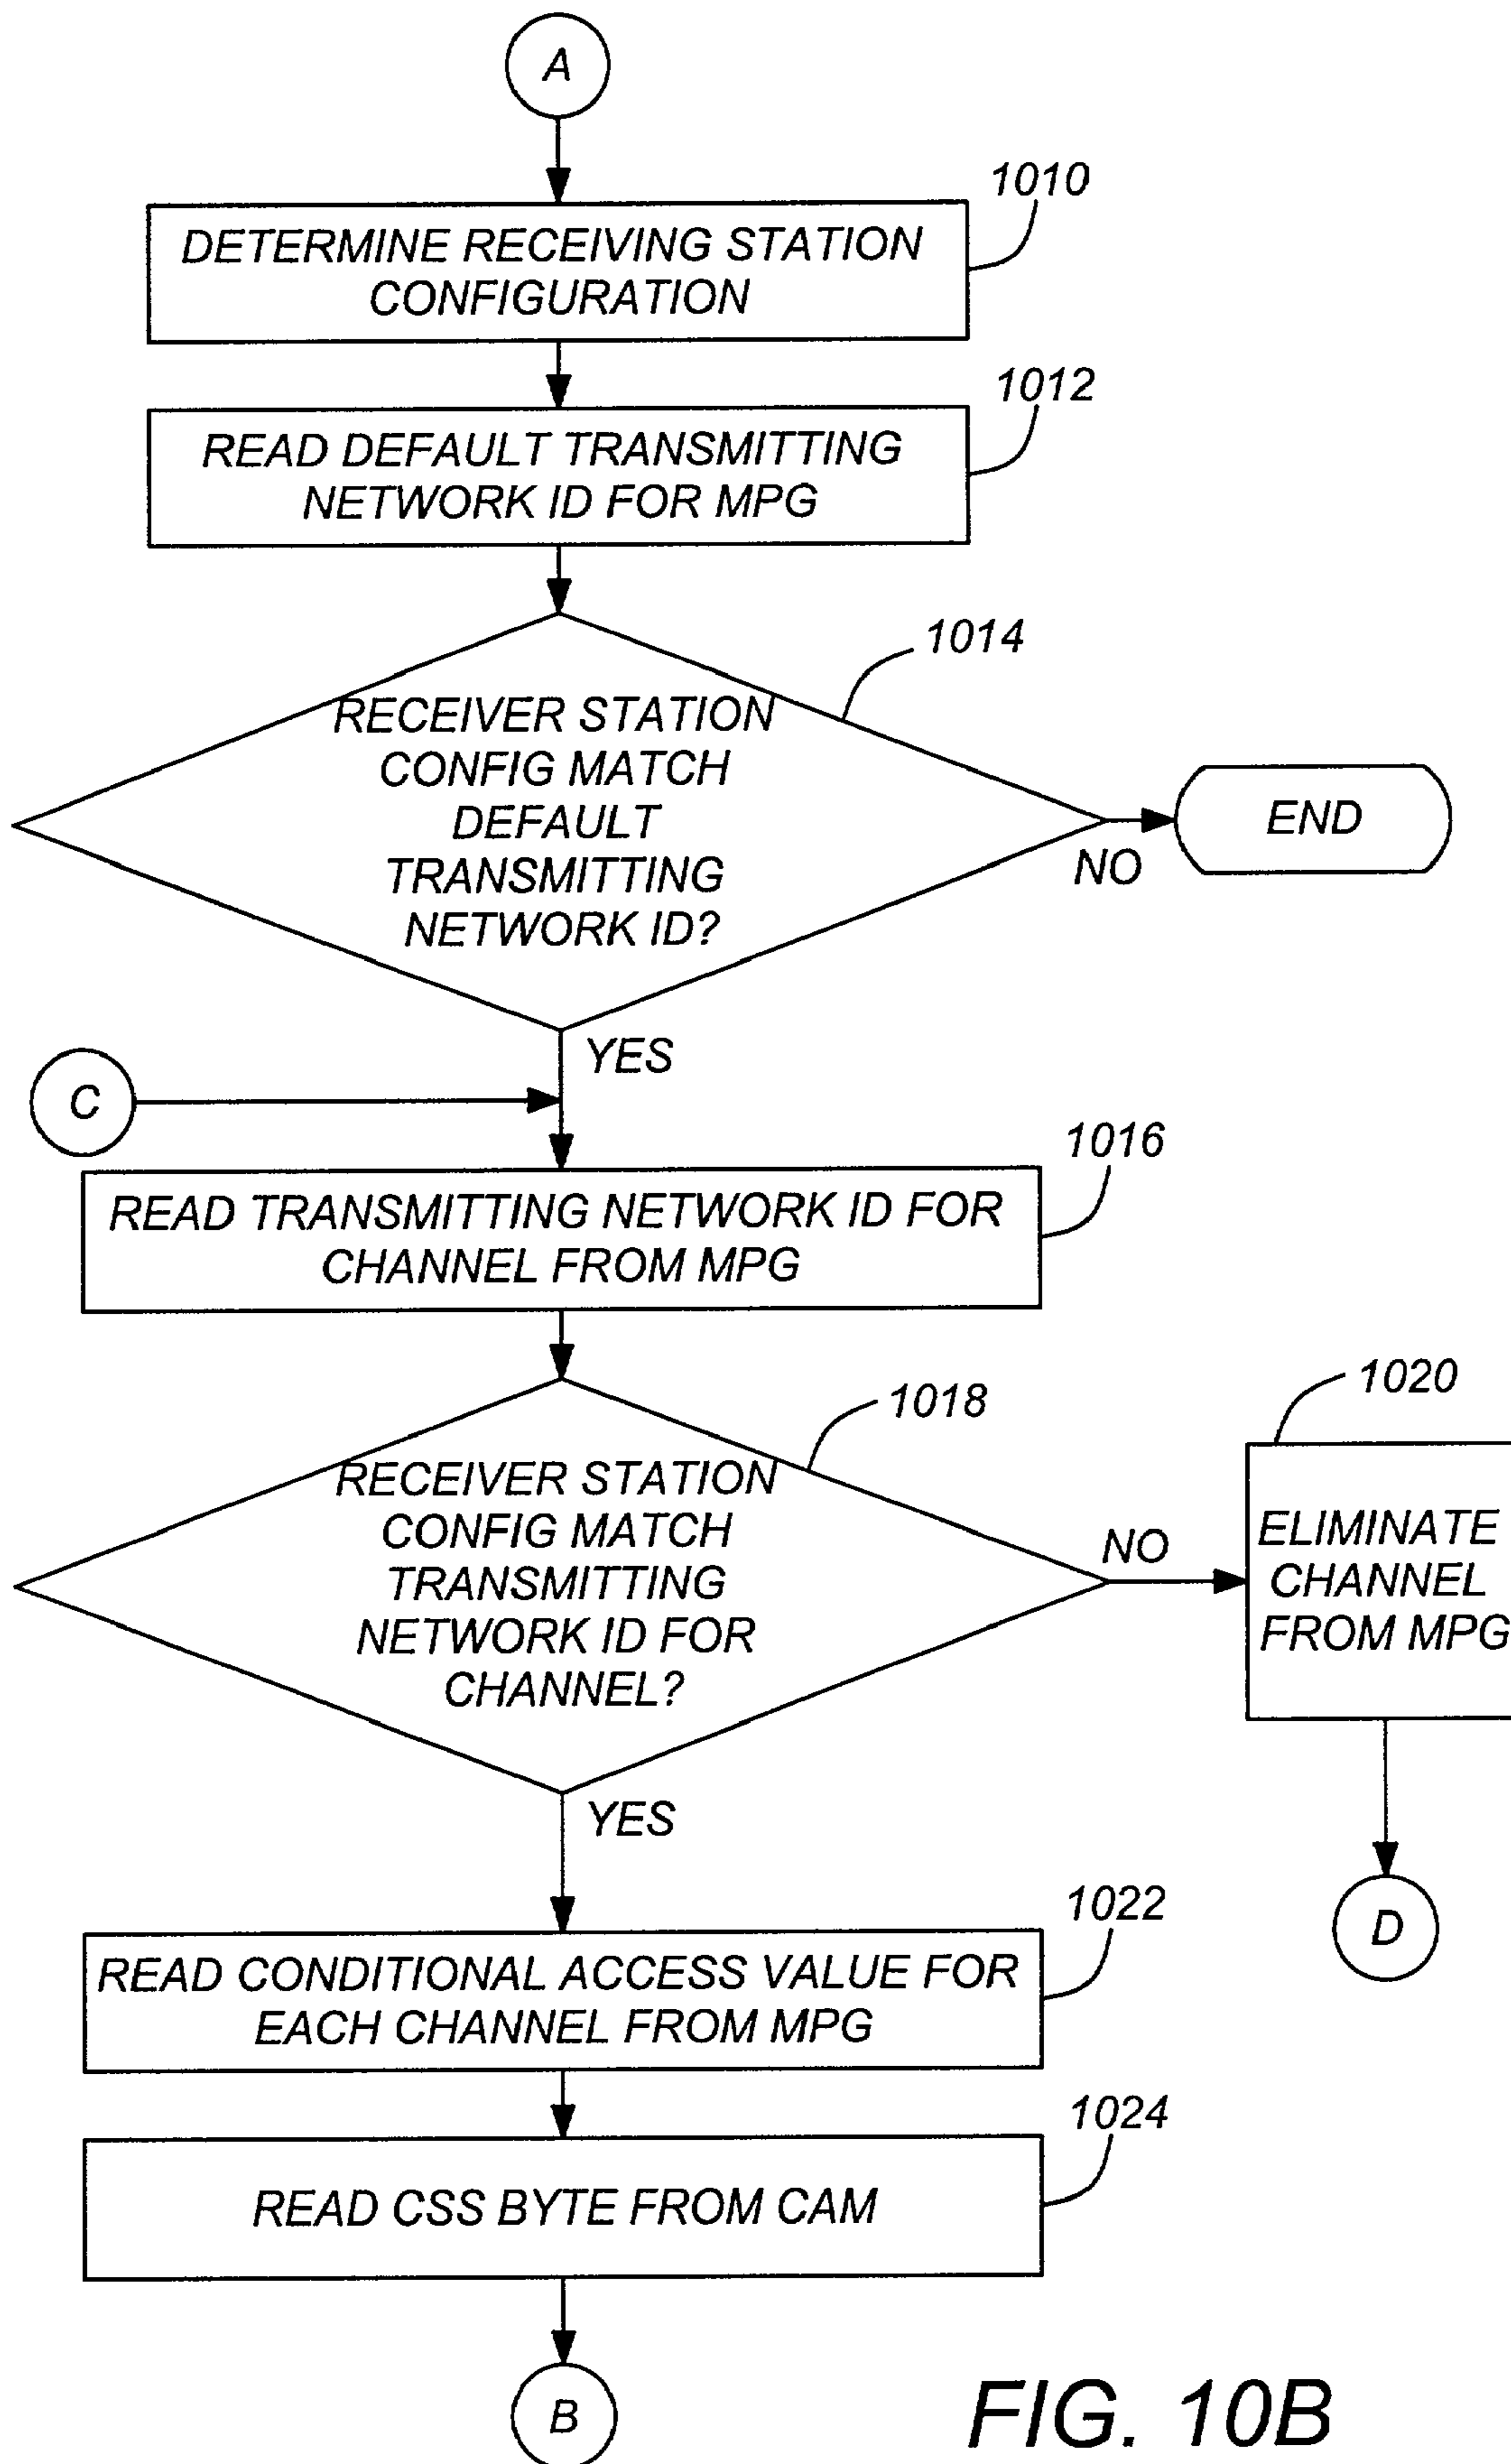 A
1010
DETERMINE RECEIVING STATION
CONFIGURATION
1012
READ DEFAULT TRANSMITTING
NETWORK ID FOR MPG
1014
RECEIVER STATION
CONFIG MATCH
DEFAULT
TRANSMITTING
NETWORK ID?
END
NO
YES
C
1016
READ TRANSMITTING NETWORK ID FOR
CHANNEL FROM MPG
1018
RECEIVER STATION
CONFIG MATCH
TRANSMITTING
NETWORK ID FOR
CHANNEL?
NO
1020
ELIMINATE
CHANNEL
FROM MPG
YES
D
1022
READ CONDITIONAL ACCESS VALUE FOR
EACH CHANNEL FROM MPG
1024
READ CSS BYTE FROM CAM
B
FIG. 10B